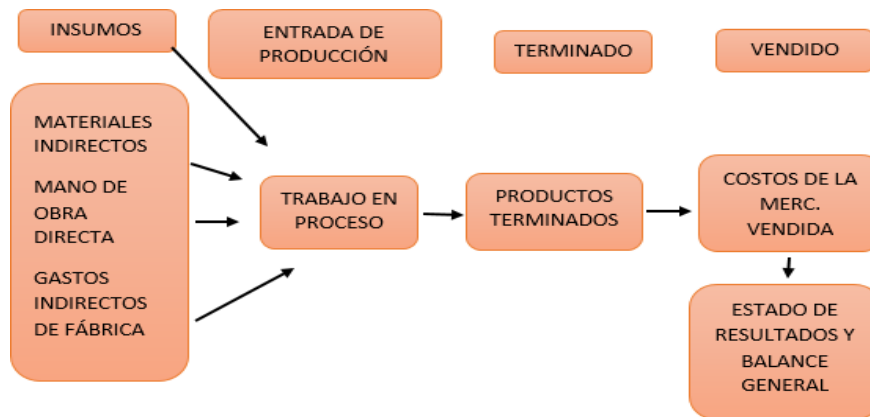 INSUMOS
ENTRADA DE
PRODUCCIÓN
TERMINADO
VENDIDO
MATERIALES
INDIRECTOS
MANO DE
OBRA
DIRECTA
GASTOS
INDIRECTOS
DE FÁBRICA
TRABAJO EN
PROCESO
PRODUCTOS
TERMINADOS
COSTOS DE LA
MERC.
VENDIDA
ESTADO DE
RESULTADOS Y
BALANCE
GENERAL